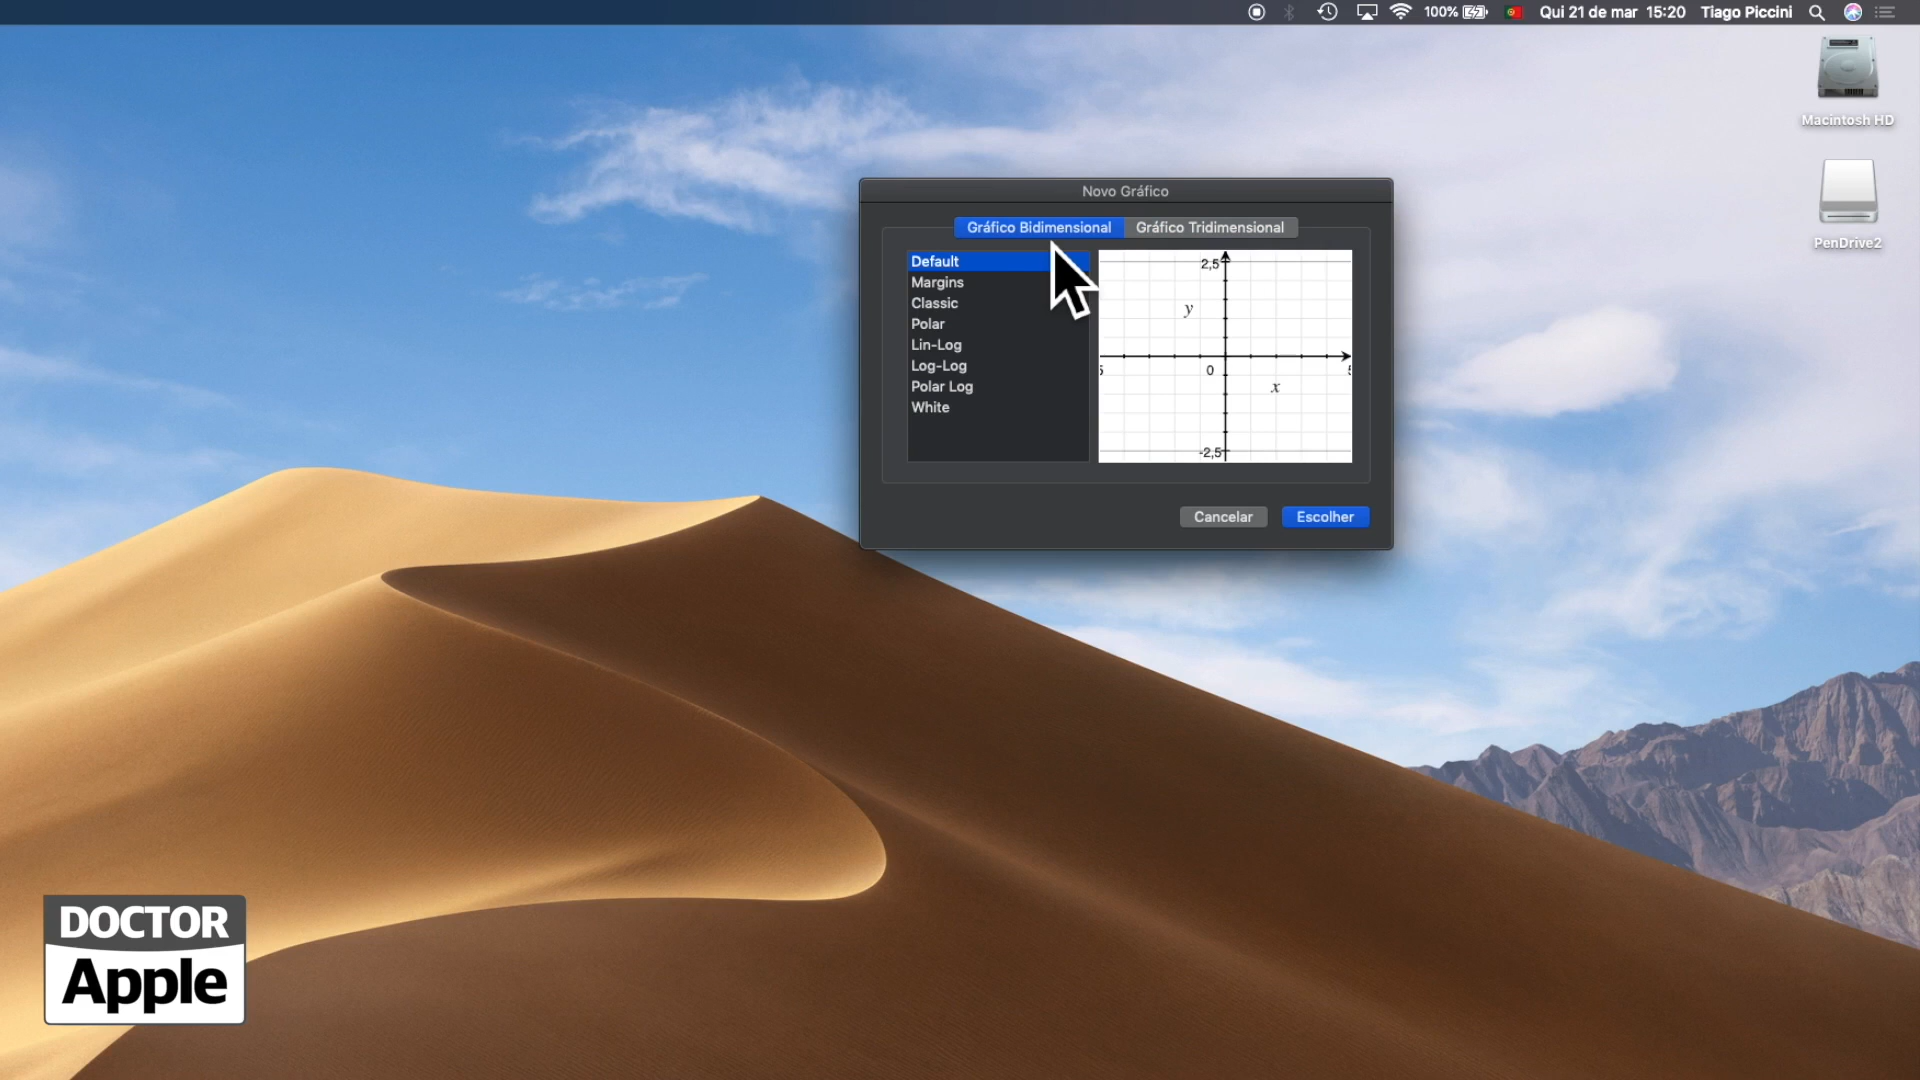 100% Qui 21 de mar 15:20 Tiago Piccini
Macintosh HD
PenDrive2
Novo Gráfico
Gráfico Bidimensional Gráfico Tridimensional
Default
Margins
Classic
Polar
Lin-Log
Log-Log
Polar Log
White
2,5
y
5 0 5
x
-2,5
Cancelar Escolher
DOCTOR
Apple